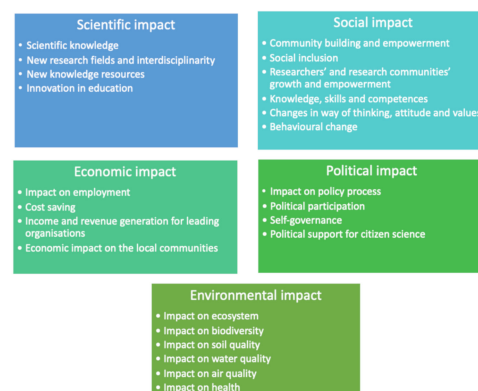 Scientific impact
• Scientific knowledge
• New research fields and interdisciplinarity
• New knowledge resources
• Innovation in education
Social impact
• Community building and empowerment
• Social inclusion
• Researchers' and research communities'
growth and empowerment
• Knowledge, skills and competences
• Changes in way of thinking, attitude and values
• Behavioural change
Economic impact
• Impact on employment
• Cost saving
• Income and revenue generation for leading
organisations
• Economic impact on the local communities
Political impact
• Impact on policy process
• Political participation
• Self-governance
• Political support for citizen science
Environmental impact
• Impact on ecosystem
• Impact on biodiversity
• Impact on soil quality
• Impact on water quality
• Impact on air quality
• Impact on health